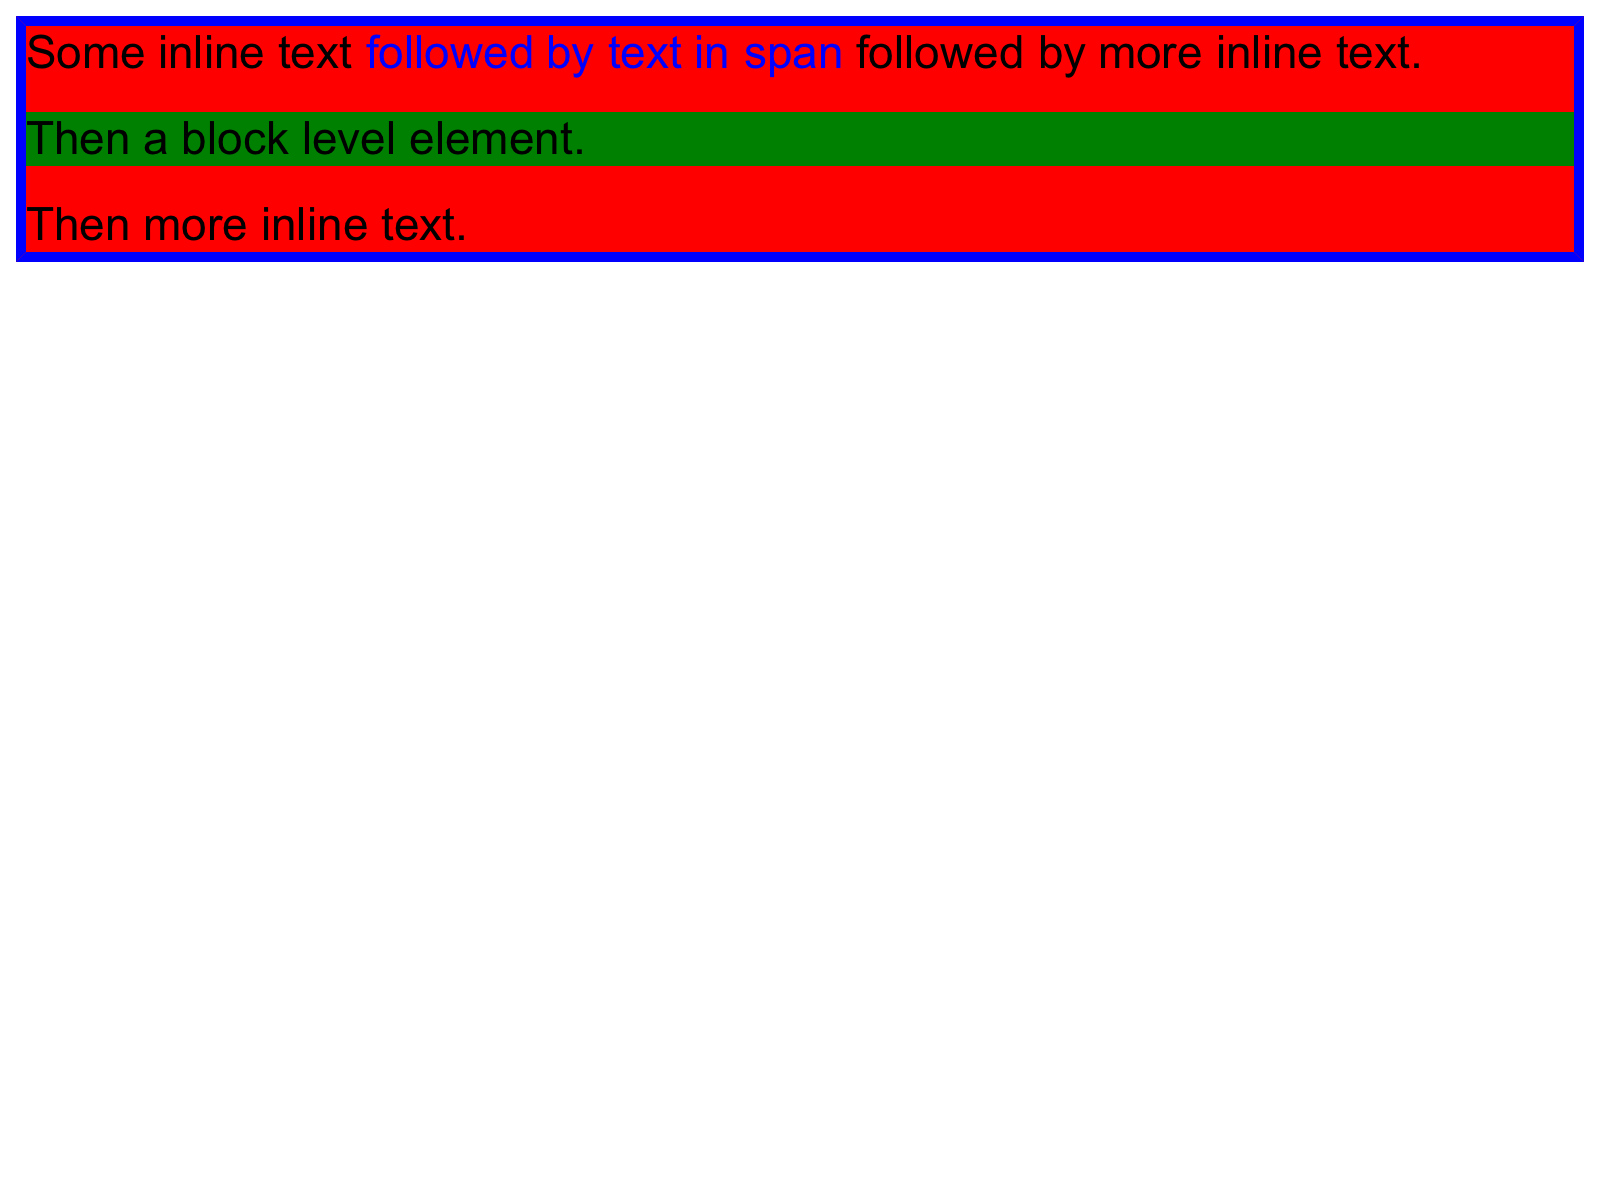 Some inline text followed by text in span followed by more inline text.
Then a block level element.
Then more inline text.